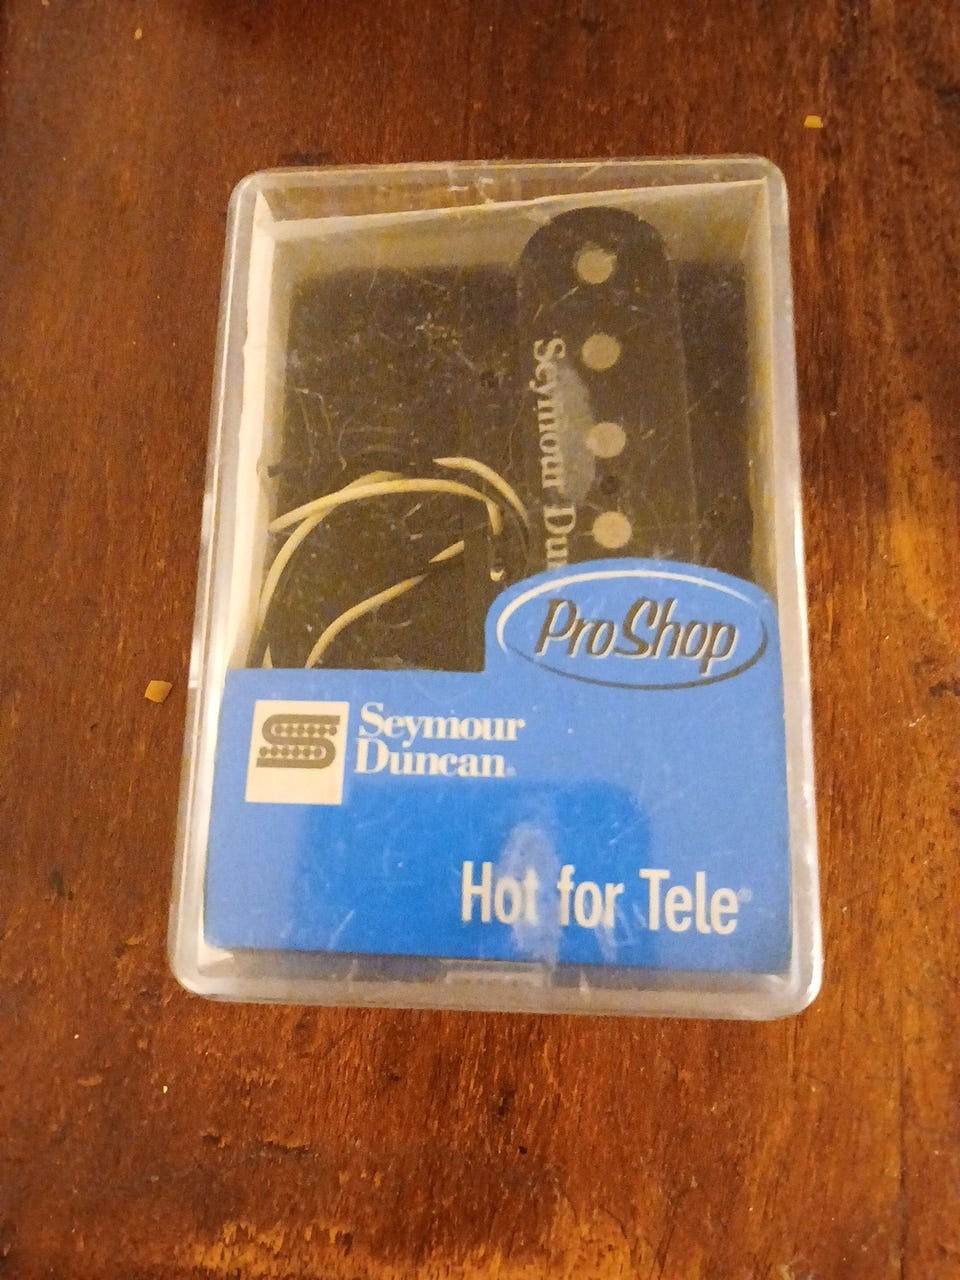 Seymour Dun
ProShop
Seymour
Duncan®
Hot for Tele®